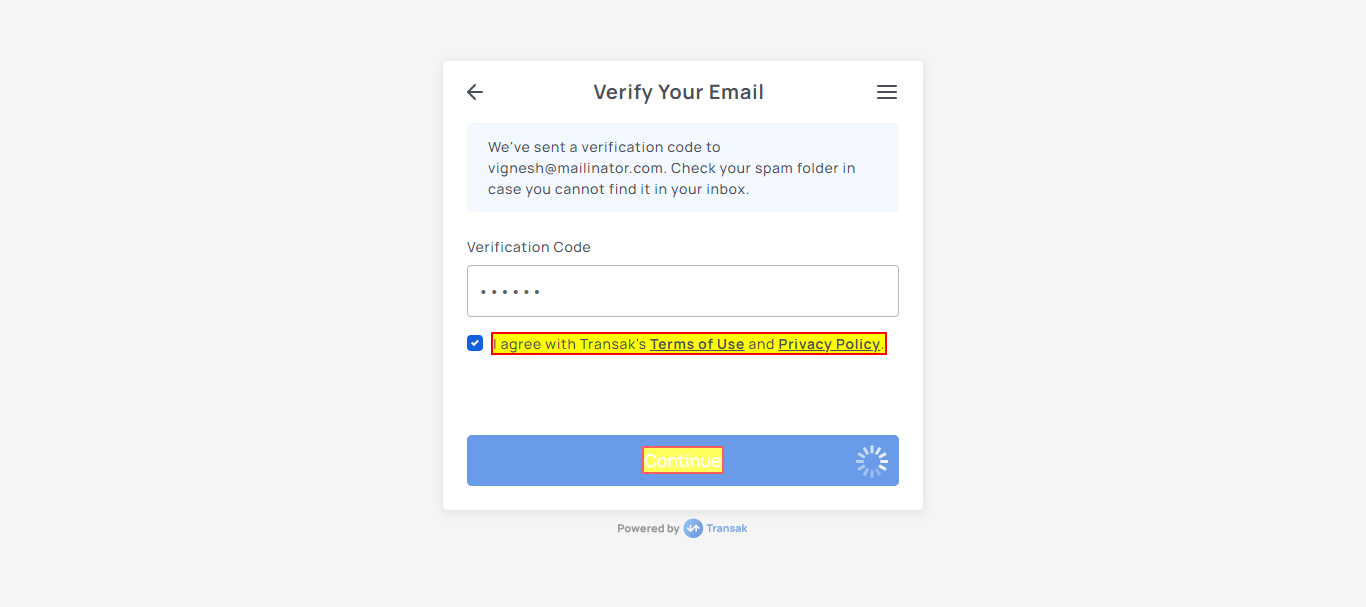 Verify Your Email
We've sent a verification code to
vignesh@mailinator.com. Check your spam folder in
case you cannot find it in your inbox.
Verification Code
••••••
I agree with Transak's Terms of Use and Privacy Policy.
Continue
Powered by Transak